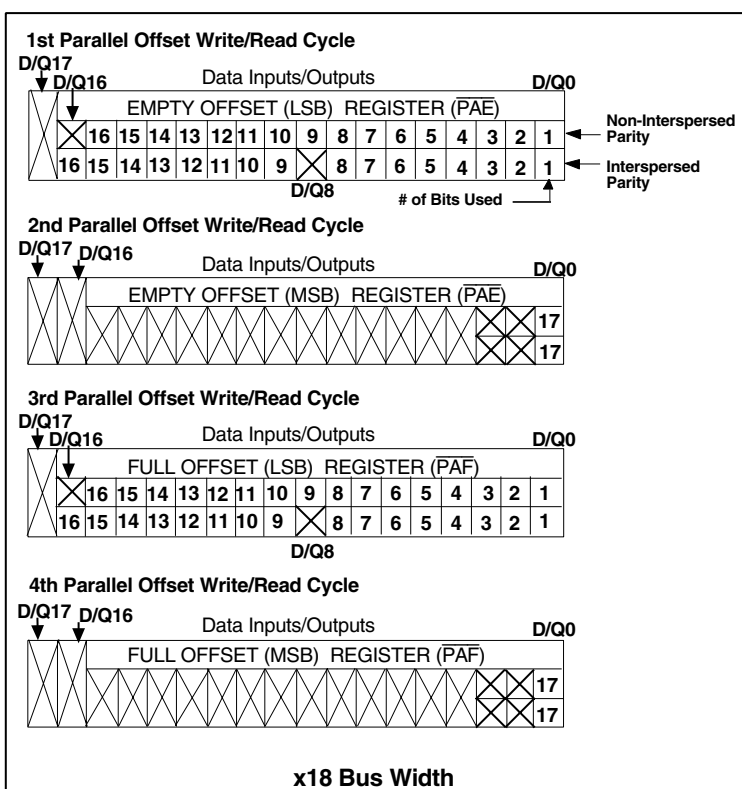 1st Parallel Offset Write/Read Cycle
D/Q17
D/Q16 Data Inputs/Outputs D/Q0
EMPTY OFFSET (LSB) REGISTER (PAE)
16 15 14 13 12 11 10 9 8 7 6 5 4 3 2 1 Non-Interspersed Parity
16 15 14 13 12 11 10 9 8 7 6 5 4 3 2 1 Interspersed Parity
D/Q8
# of Bits Used
2nd Parallel Offset Write/Read Cycle
D/Q17 D/Q16 Data Inputs/Outputs D/Q0
EMPTY OFFSET (MSB) REGISTER (PAE)
17
17
3rd Parallel Offset Write/Read Cycle
D/Q17
D/Q16 Data Inputs/Outputs D/Q0
FULL OFFSET (LSB) REGISTER (PAF)
16 15 14 13 12 11 10 9 8 7 6 5 4 3 2 1
16 15 14 13 12 11 10 9 8 7 6 5 4 3 2 1
D/Q8
4th Parallel Offset Write/Read Cycle
D/Q17 D/Q16 Data Inputs/Outputs D/Q0
FULL OFFSET (MSB) REGISTER (PAF)
17
17
x18 Bus Width